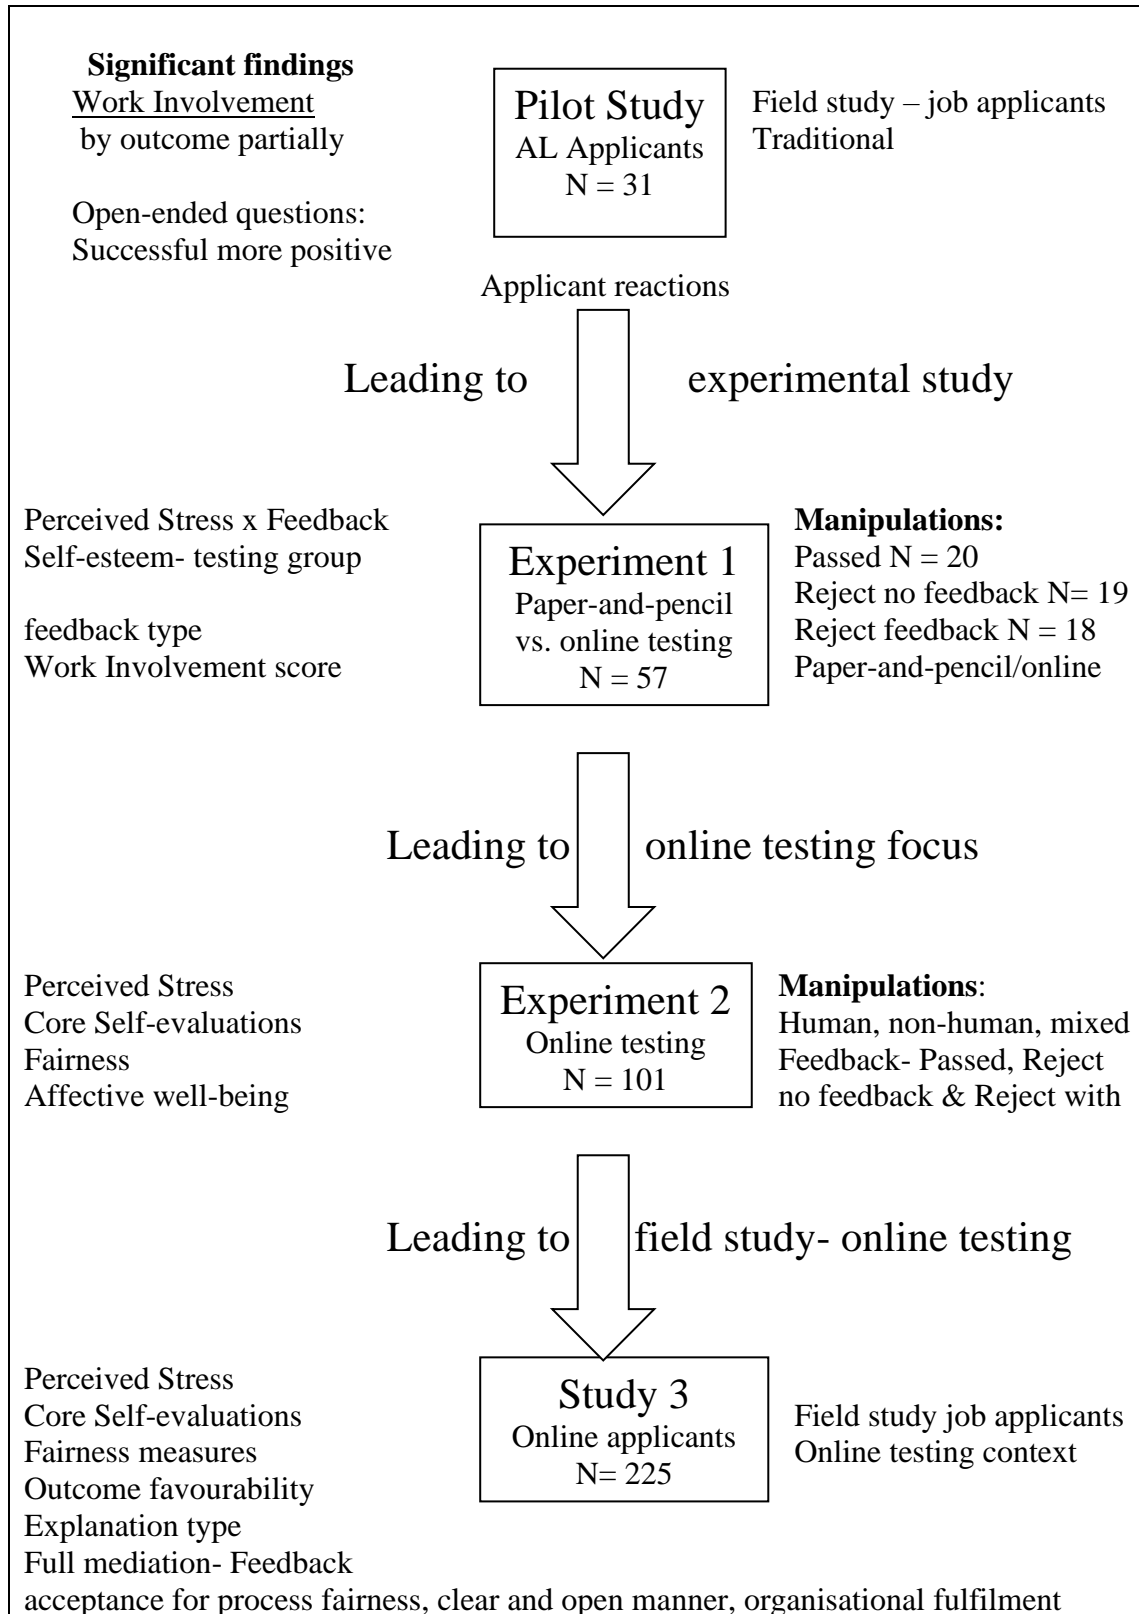 Significant findings
Work Involvement
by outcome partially
Open-ended questions:
Successful more positive
Pilot Study
AL Applicants
N = 31
Field study – job applicants
Traditional
Applicant reactions
Leading to experimental study
Perceived Stress x Feedback
Self-esteem- testing group
feedback type
Work Involvement score
Experiment 1
Paper-and-pencil
vs. online testing
N = 57
Manipulations:
Passed N = 20
Reject no feedback N= 19
Reject feedback N = 18
Paper-and-pencil/online
Leading to online testing focus
Perceived Stress
Core Self-evaluations
Fairness
Affective well-being
Experiment 2
Online testing
N = 101
Manipulations:
Human, non-human, mixed
Feedback- Passed, Reject
no feedback & Reject with
Leading to field study- online testing
Perceived Stress
Core Self-evaluations
Fairness measures
Outcome favourability
Explanation type
Full mediation- Feedback
acceptance for process fairness, clear and open manner, organisational fulfilment
Study 3
Online applicants
N= 225
Field study job applicants
Online testing context